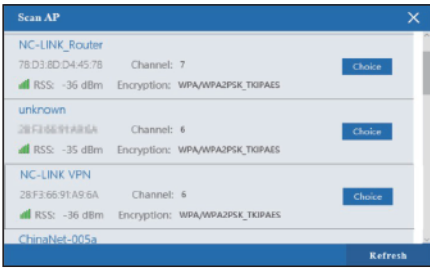 Scan AP
NC-LINK_Router
78:D3:8D:D4:45:78 Channel: 7
Choice
RSS: -36 dBm Encryption: WPA/WPA2PSK_TKIPAES
unknown
Channel: 6
Choice
RSS: -35 dBm Encryption: WPA/WPA2PSK_TKIPAES
NC-LINK VPN
28:F3:66:91:A9:6A Channel: 6
Choice
RSS: -36 dBm Encryption: WPA/WPA2PSK_TKIPAES
ChinaNet-005a
Refresh